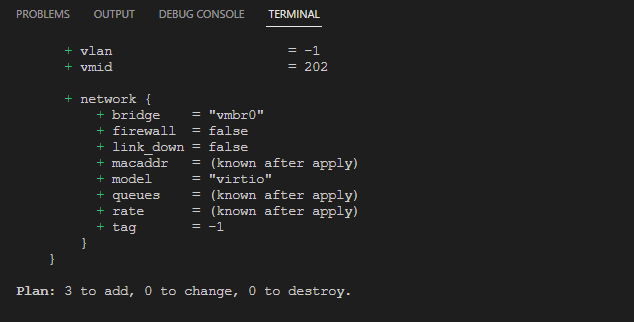 PROBLEMS OUTPUT DEBUG CONSOLE TERMINAL
+ vlan = -1
+ vmid = 202
+ network {
+ bridge = "vmbr0"
+ firewall = false
+ link_down = false
+ macaddr = (known after apply)
+ model = "virtio"
+ queues = (known after apply)
+ rate = (known after apply)
+ tag = -1
}
}
Plan: 3 to add, 0 to change, 0 to destroy.